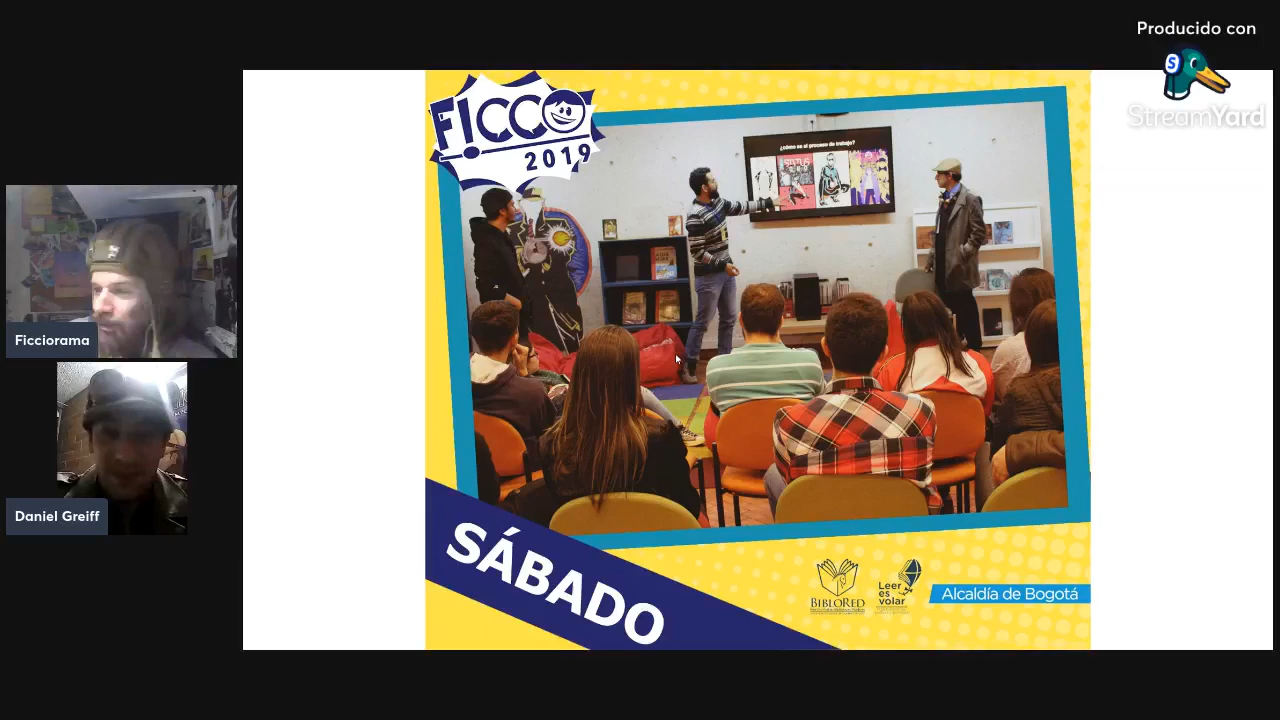 Producido con
StreamYard
FICCO
2019
¿cómo es el proceso de trabajo?
STATUS
Ficciorama
Daniel Greiff
SÁBADO
BIBLORED
Leer
es
volar
Alcaldía de Bogotá